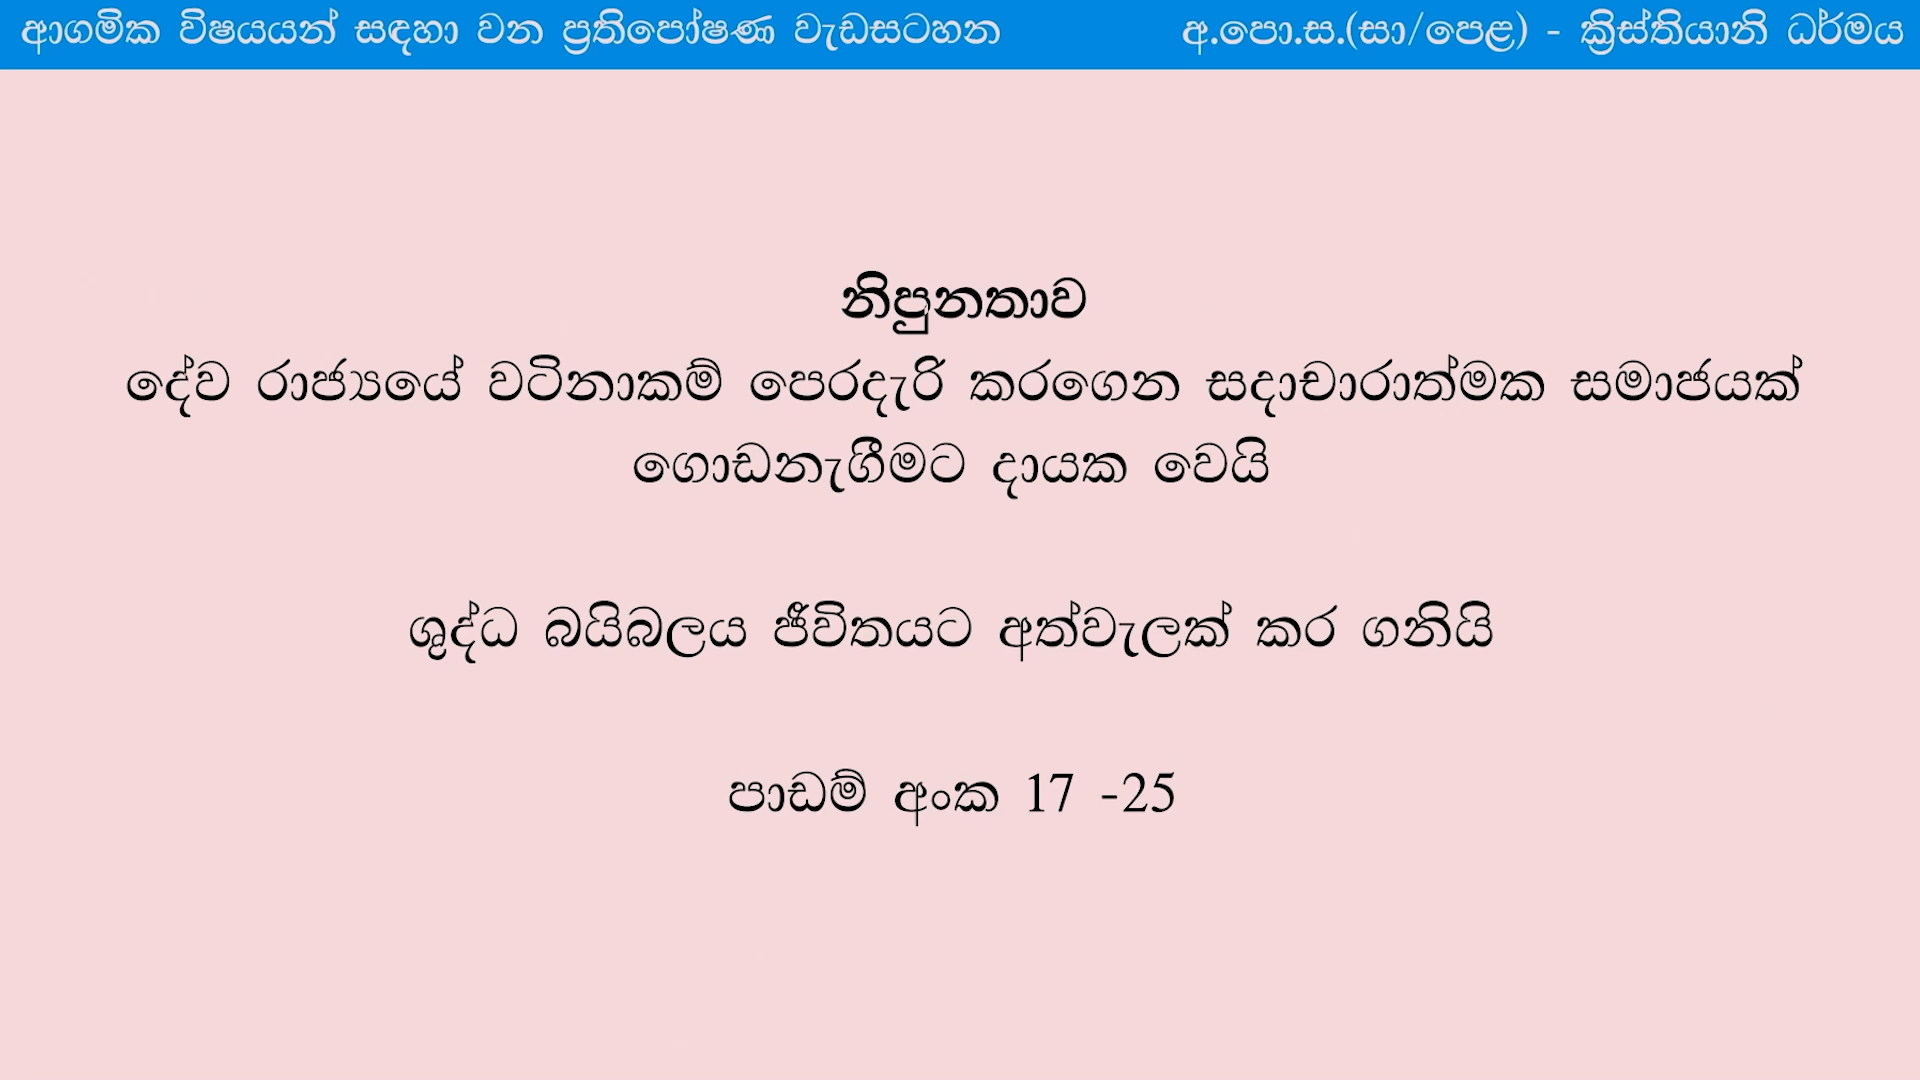 ආගමික විෂයයන් සඳහා වන ප්‍රතිපෝෂණ වැඩසටහන
අ.පො.ස.(සා/පෙළ) - ක්‍රිස්තියානි ධර්මය
නිපුනතාව
දේව රාජ්‍යයේ වටිනාකම් පෙරදැරි කරගෙන සදාචාරාත්මක සමාජයක්
ගොඩනැගීමට දායක වෙයි
ශුද්ධ බයිබලය ජීවිතයට අත්වැලක් කර ගනියි
පාඩම් අංක 17 -25